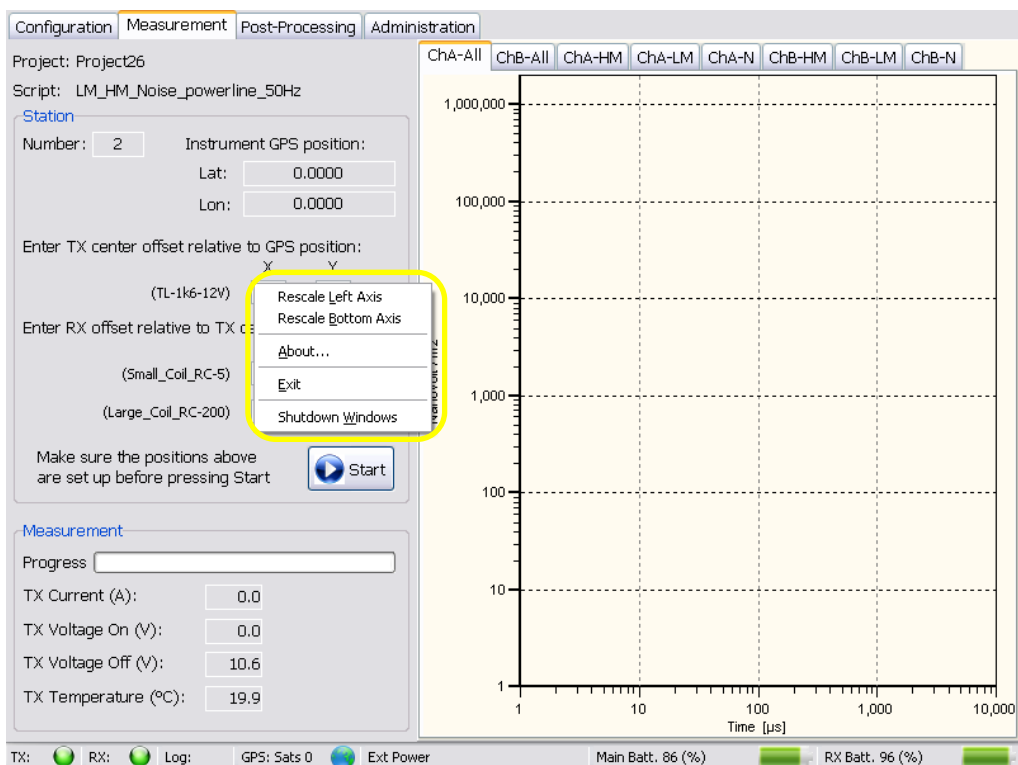 Configuration Measurement Post-Processing Administration
Project: Project26
Script: LM_HM_Noise_powerline_50Hz
Station
Number: 2 Instrument GPS position:
Lat: 0.0000
Lon: 0.0000
Enter TX center offset relative to GPS position:
X Y
(TL-1k6-12V)
Enter RX offset relative to TX
(Small_Coil_RC-5)
(Large_Coil_RC-200)
Rescale Left Axis
Rescale Bottom Axis
About...
Exit
Shutdown Windows
Make sure the positions above
are set up before pressing Start
Start
Measurement
Progress
TX Current (A): 0.0
TX Voltage On (V): 0.0
TX Voltage Off (V): 10.6
TX Temperature (ºC): 19.9
ChA-All ChB-All ChA-HM ChA-LM ChA-N ChB-HM ChB-LM ChB-N
1,000,000
100,000
10,000
1,000
100
10
1
1 10 100 1,000 10,000
Time [µs]
TX: RX: Log: GPS: Sats 0 Ext Power Main Batt. 86 (%) RX Batt. 96 (%)